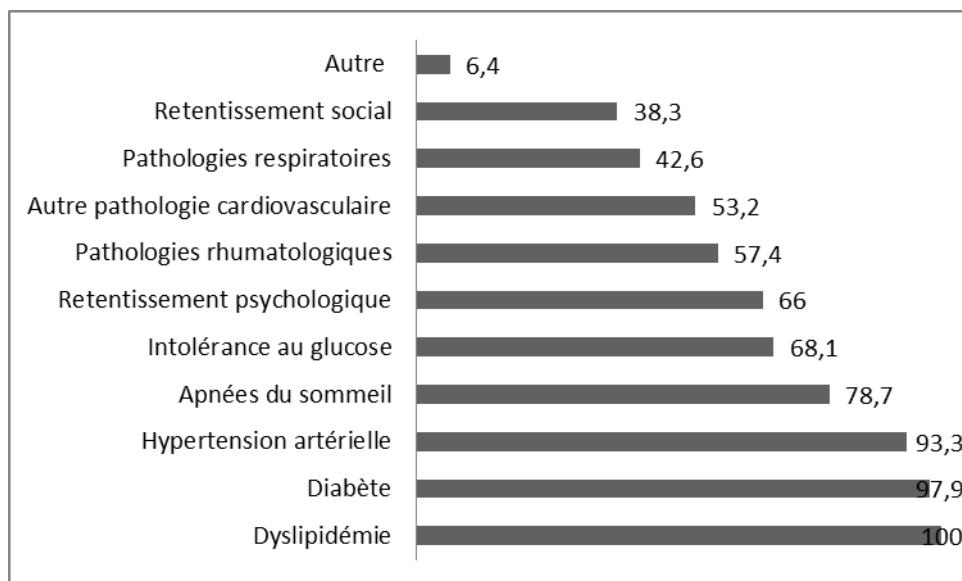 Autre 6,4
Retentissement social 38,3
Pathologies respiratoires 42,6
Autre pathologie cardiovasculaire 53,2
Pathologies rhumatologiques 57,4
Retentissement psychologique 66
Intolérance au glucose 68,1
Apnées du sommeil 78,7
Hypertension artérielle 93,3
Diabète 97,9
Dyslipidémie 100